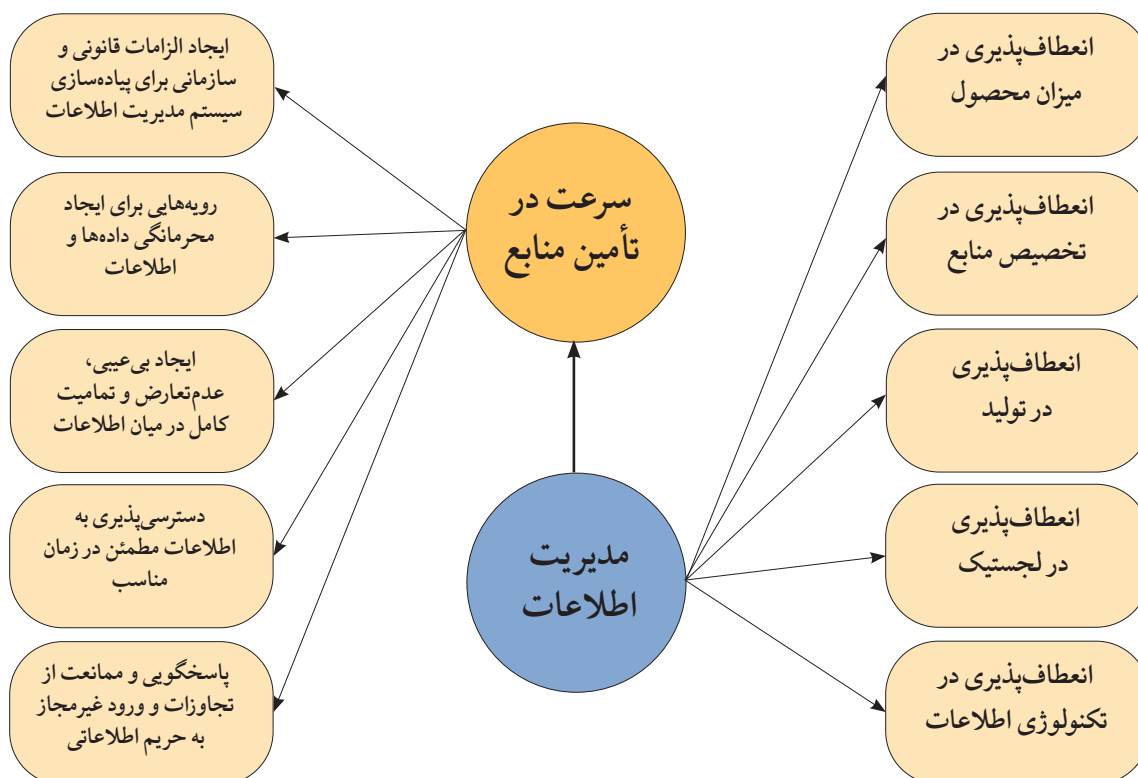 انعطاف‌پذیری در
میزان محصول
انعطاف‌پذیری در
تخصیص منابع
انعطاف‌پذیری
در تولید
انعطاف‌پذیری
در لجستیک
انعطاف‌پذیری در
تکنولوژی اطلاعات
سرعت در
تأمین منابع
مدیریت
اطلاعات
ایجاد الزامات قانونی و
سازمانی برای پیاده‌سازی
سیستم مدیریت اطلاعات
رویه‌هایی برای ایجاد
محرمانگی داده‌ها و
اطلاعات
ایجاد بی‌عیبی،
عدم‌تعارض و تمامیت
کامل در میان اطلاعات
دسترسی‌پذیری به
اطلاعات مطمئن در زمان
مناسب
پاسخگویی و ممانعت از
تجاوزات و ورود غیرمجاز
به حریم اطلاعاتی